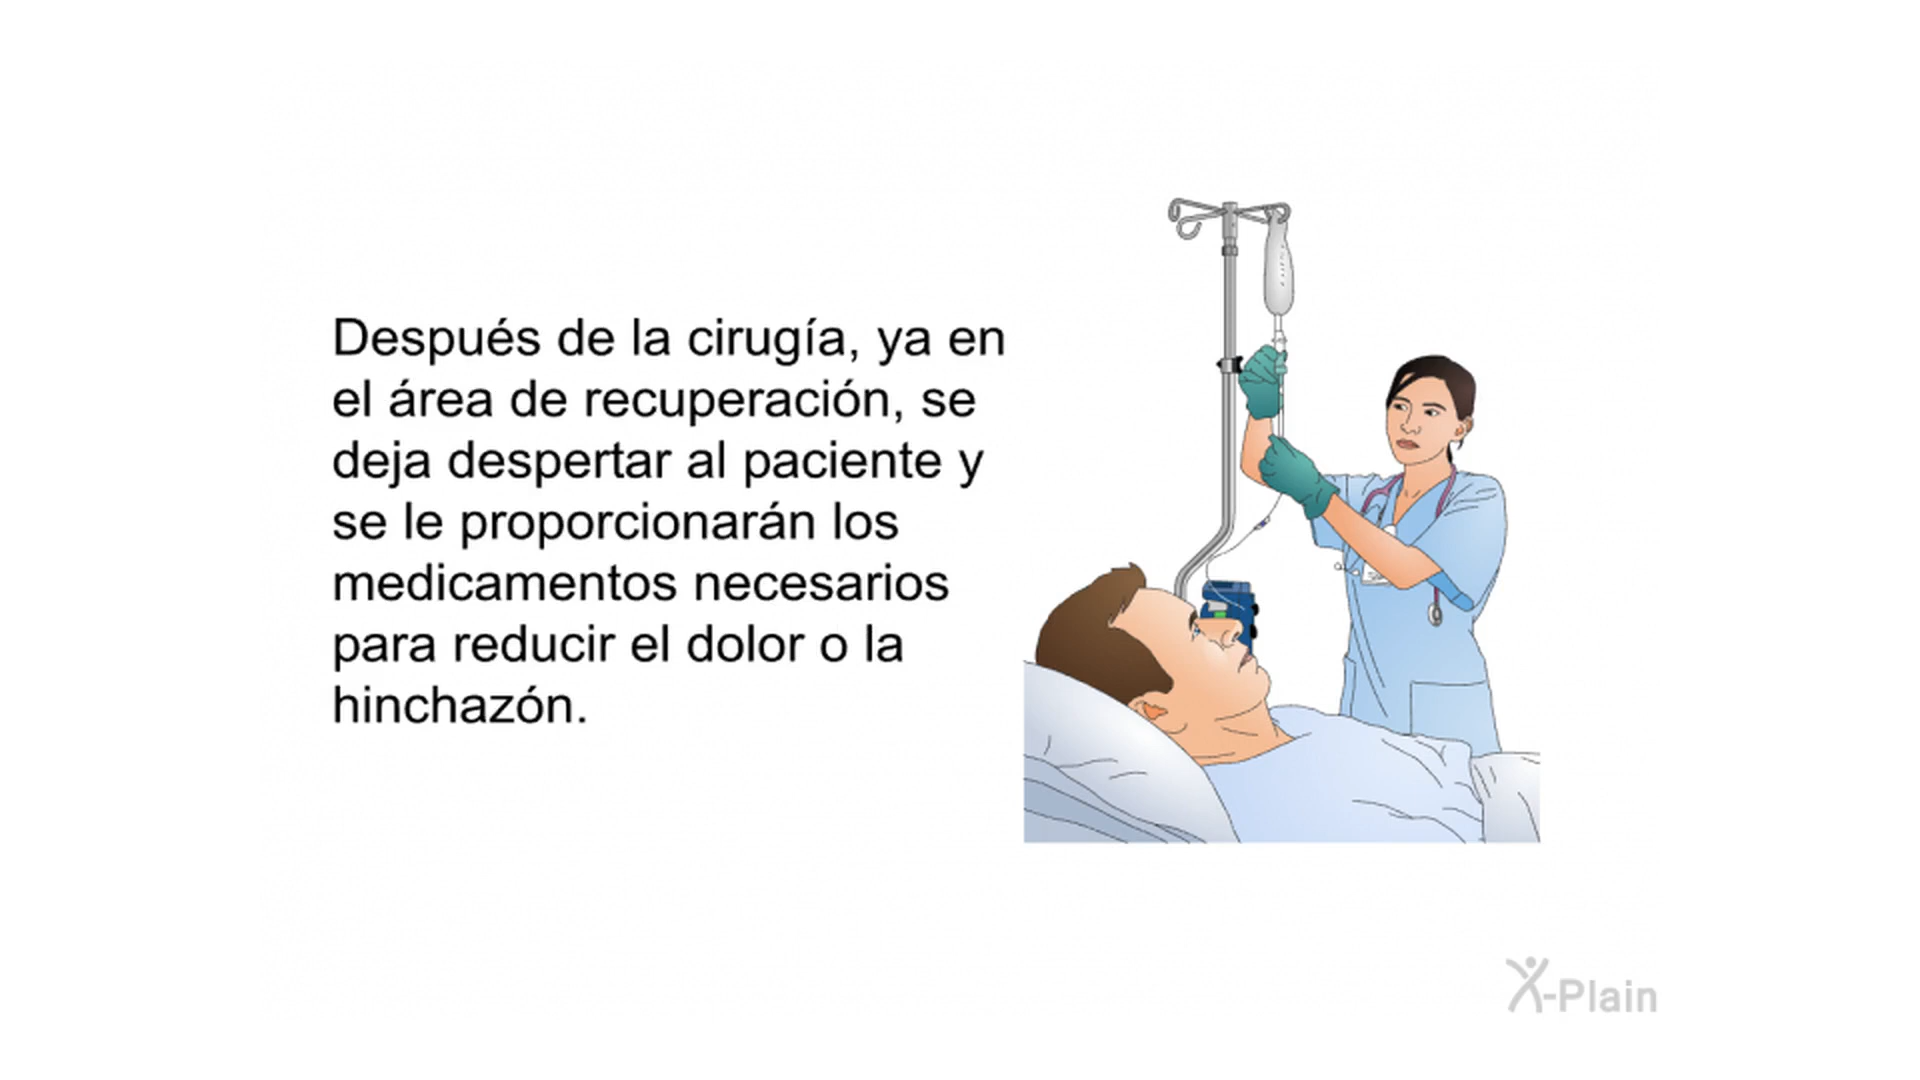 Después de la cirugía, ya en
el área de recuperación, se
deja despertar al paciente y
se le proporcionarán los
medicamentos necesarios
para reducir el dolor o la
hinchazón.
X-Plain